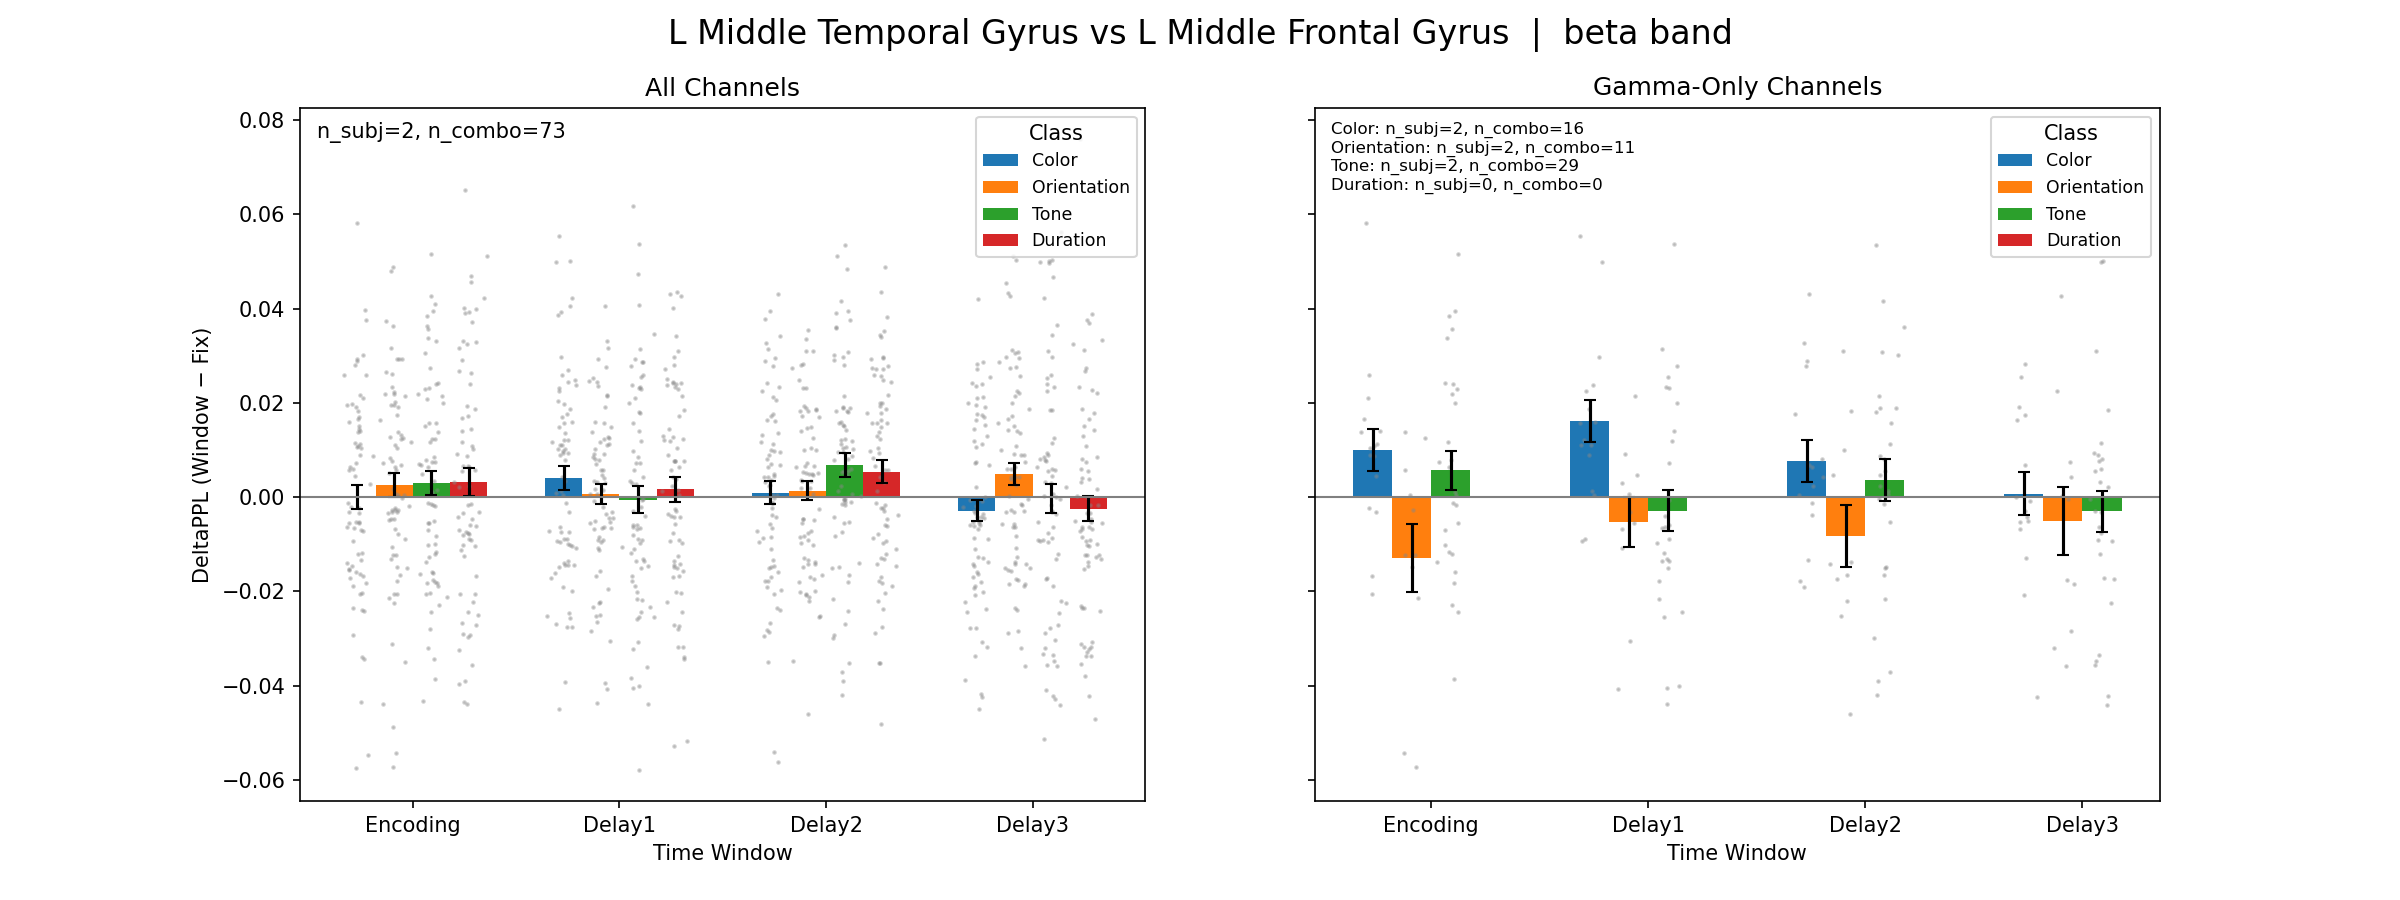 L Middle Temporal Gyrus vs L Middle Frontal Gyrus | beta band
All Channels
n_subj=2, n_combo=73
Class
Color
Orientation
Tone
Duration
DeltaPPL (Window − Fix)
0.08
0.06
0.04
0.02
0.00
−0.02
−0.04
−0.06
Encoding
Delay1
Delay2
Delay3
Time Window
Gamma-Only Channels
Color: n_subj=2, n_combo=16
Orientation: n_subj=2, n_combo=11
Tone: n_subj=2, n_combo=29
Duration: n_subj=0, n_combo=0
Class
Color
Orientation
Tone
Duration
Encoding
Delay1
Delay2
Delay3
Time Window